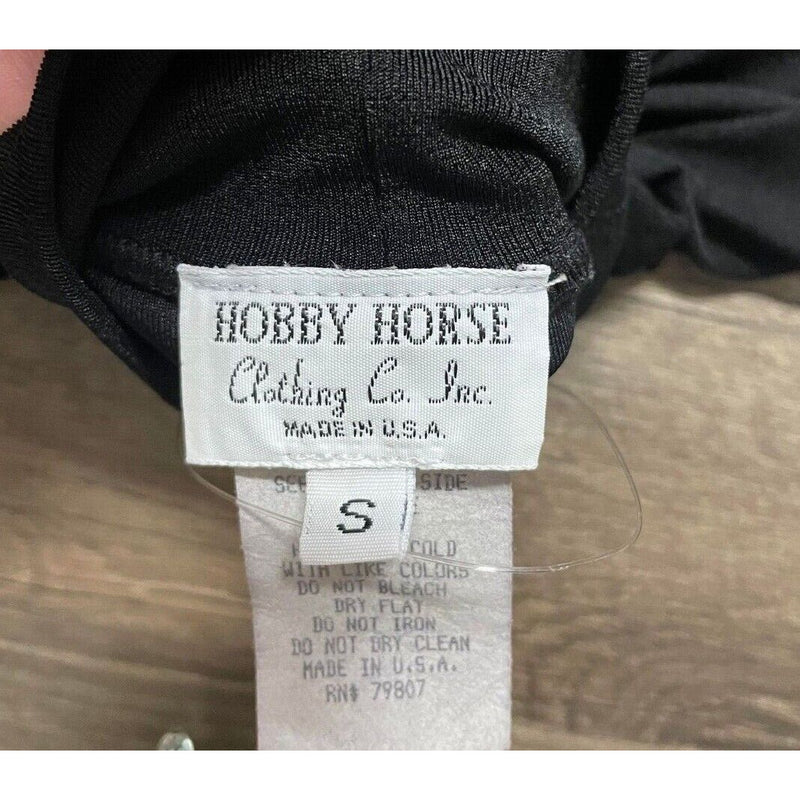 HOBBY HORSE
Clothing Co. Inc.
MADE IN U.S.A.
S
SIDE
COLD
WITH LIKE COLORS
DO NOT BLEACH
DRY FLAT
DO NOT IRON
DO NOT DRY CLEAN
MADE IN U.S.A.
RN# 79807